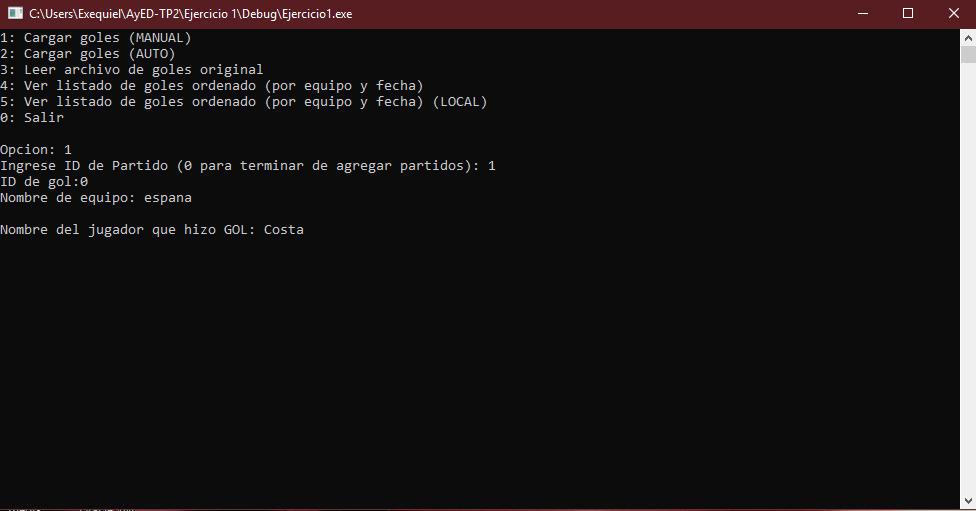 C:\Users\Exequiel\AyED-TP2\Ejercicio 1\Debug\Ejercicio1.exe
1: Cargar goles (MANUAL)
2: Cargar goles (AUTO)
3: Leer archivo de goles original
4: Ver listado de goles ordenado (por equipo y fecha)
5: Ver listado de goles ordenado (por equipo y fecha) (LOCAL)
0: Salir
Opcion: 1
Ingrese ID de Partido (0 para terminar de agregar partidos): 1
ID de gol:0
Nombre de equipo: espana
Nombre del jugador que hizo GOL: Costa